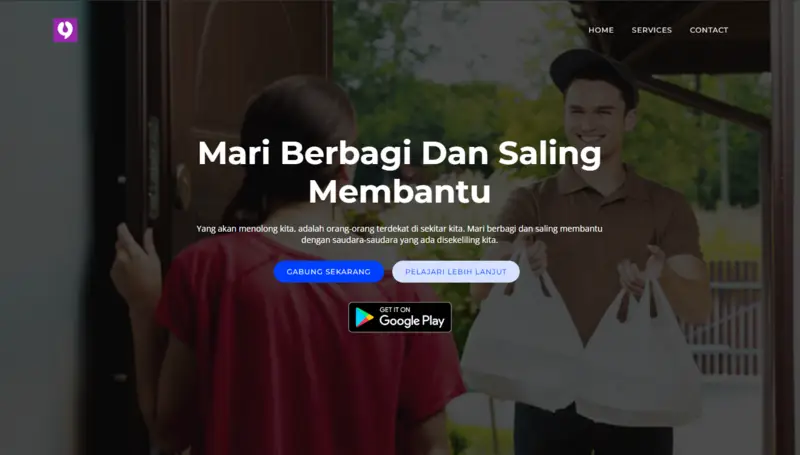 HOME SERVICES CONTACT
Mari Berbagi Dan Saling
Membantu
Yang akan menolong kita, adalah orang-orang terdekat di sekitar kita. Mari berbagi dan saling membantu
dengan saudara-saudara yang ada disekeliling kita.
GABUNG SEKARANG PELAJARI LEBIH LANJUT
GET IT ON
Google Play